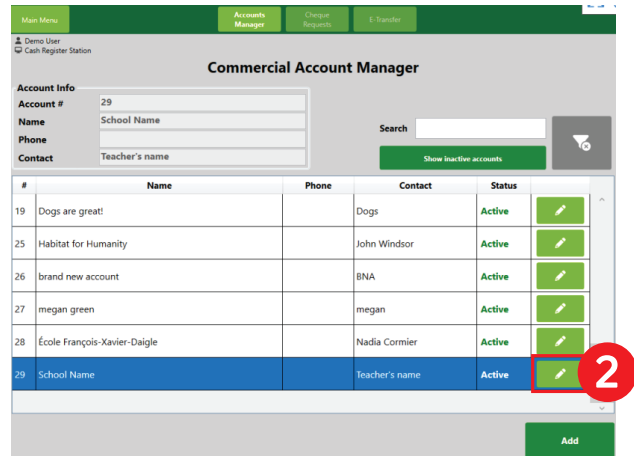 Main Menu
Accounts Manager
Cheque Requests
E-Transfer
Demo User
Cash Register Station
Commercial Account Manager
Account Info
Account # 29
Name School Name
Phone
Contact Teacher's name
Search
Show inactive accounts
# Name Phone Contact Status
19 Dogs are great! Dogs Active
25 Habitat for Humanity John Windsor Active
26 brand new account BNA Active
27 megan green megan Active
28 École François-Xavier-Daigle Nadia Cormier Active
29 School Name Teacher's name Active
2
Add